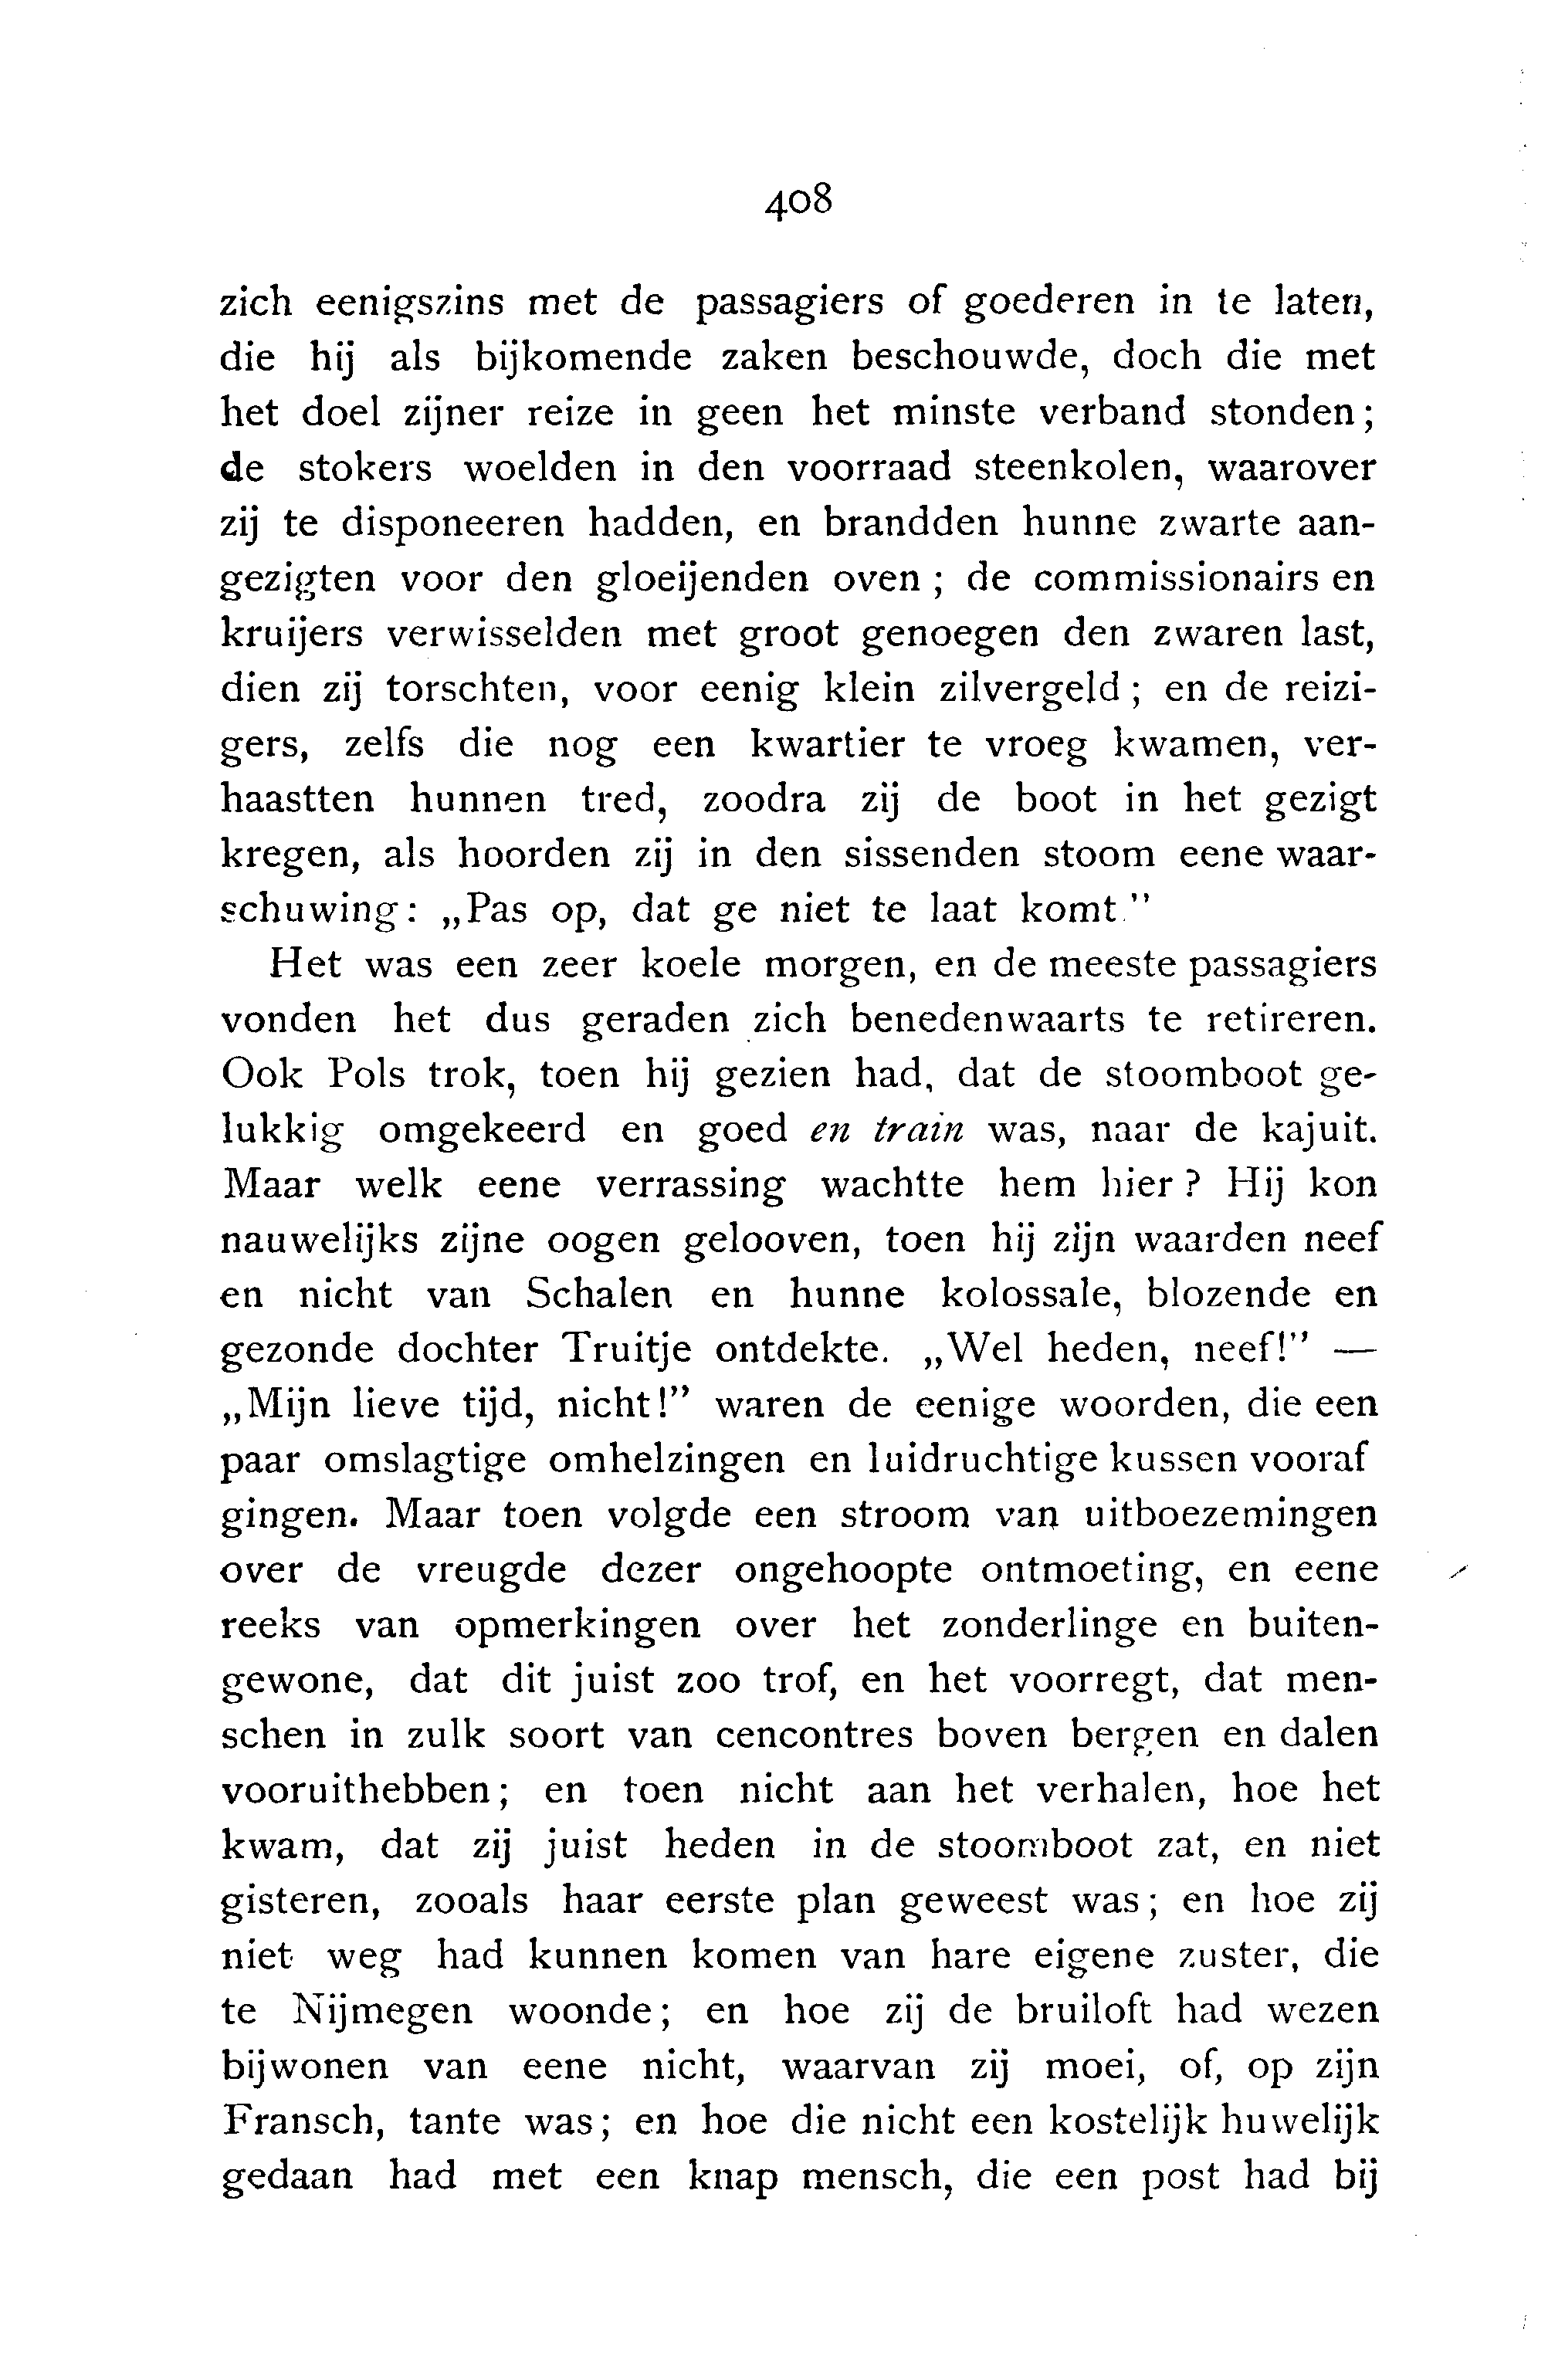 408
zich eenigszins met de passagiers of goederen in te laten,
die hij als bijkomende zaken beschouwde, doch die met
het doel zijner reize in geen het minste verband stonden;
de stokers woelden in den voorraad steenkolen, waarover
zij te disponeeren hadden, en brandden hunne zwarte aan-
gezigten voor den gloeijenden oven; de commissionairs en
kruijers verwisselden met groot genoegen den zwaren last,
dien zij torschten, voor eenig klein zilvergeld; en de reizi-
gers, zelfs die nog een kwartier te vroeg kwamen, ver-
haastten hunnen tred, zoodra zij de boot in het gezigt
kregen, als hoorden zij in den sissenden stoom eene waar-
schuwing: „Pas op, dat ge niet te laat komt."
Het was een zeer koele morgen, en de meeste passagiers
vonden het dus geraden zich benedenwaarts te retireren.
Ook Pols trok, toen hij gezien had, dat de stoomboot ge-
lukkig omgekeerd en goed en train was, naar de kajuit.
Maar welk eene verrassing wachtte hem hier? Hij kon
nauwelijks zijne oogen gelooven, toen hij zijn waarden neef
en nicht van Schalen en hunne kolossale, blozende en
gezonde dochter Truitje ontdekte. „Wel heden, neef!" —
„Mijn lieve tijd, nicht!" waren de eenige woorden, die een
paar omslagtige omhelzingen en luidruchtige kussen vooraf
gingen. Maar toen volgde een stroom van uitboezemingen
over de vreugde dezer ongehoopte ontmoeting, en eene
reeks van opmerkingen over het zonderlinge en buiten-
gewone, dat dit juist zoo trof, en het voorregt, dat men-
schen in zulk soort van cencontres boven bergen en dalen
vooruithebben; en toen nicht aan het verhalen, hoe het
kwam, dat zij juist heden in de stoomboot zat, en niet
gisteren, zooals haar eerste plan geweest was; en hoe zij
niet weg had kunnen komen van hare eigene zuster, die
te Nijmegen woonde; en hoe zij de bruiloft had wezen
bijwonen van eene nicht, waarvan zij moei, of, op zijn
Fransch, tante was; en hoe die nicht een kostelijk huwelijk
gedaan had met een knap mensch, die een post had bij